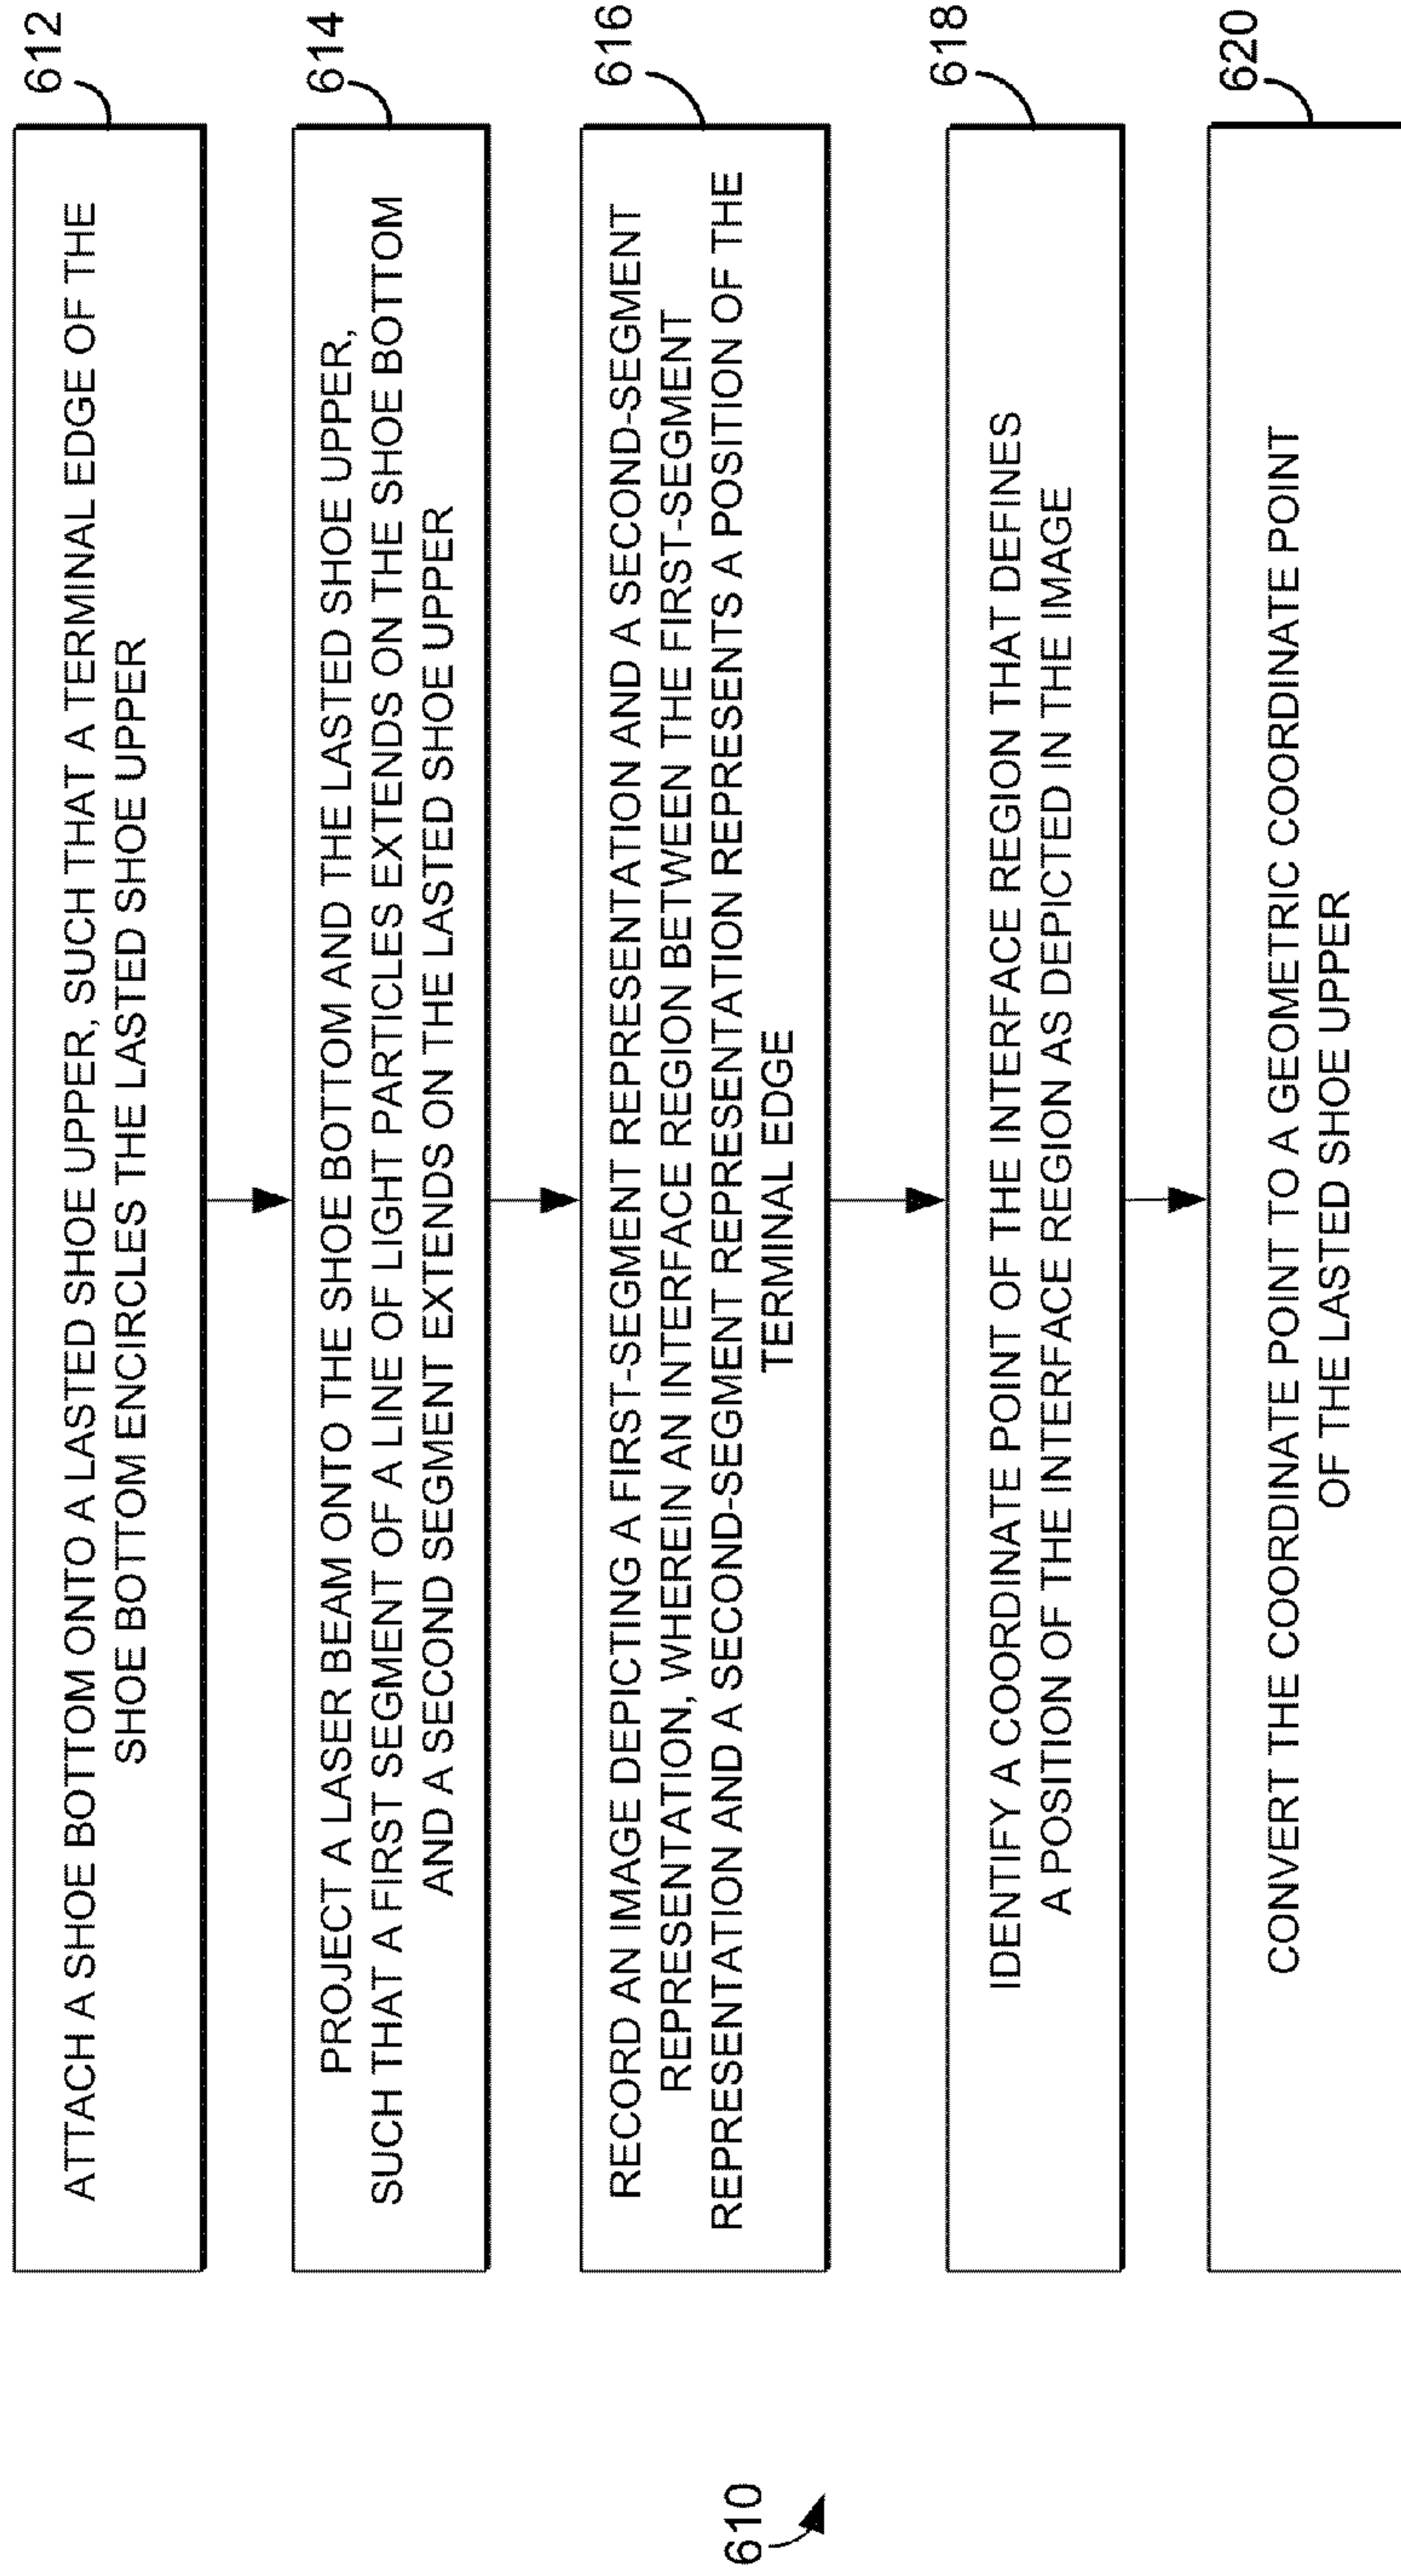 610
612
ATTACH A SHOE BOTTOM ONTO A LASTED SHOE UPPER, SUCH THAT A TERMINAL EDGE OF THE
SHOE BOTTOM ENCIRCLES THE LASTED SHOE UPPER
614
PROJECT A LASER BEAM ONTO THE SHOE BOTTOM AND THE LASTED SHOE UPPER,
SUCH THAT A FIRST SEGMENT OF A LINE OF LIGHT PARTICLES EXTENDS ON THE SHOE BOTTOM
AND A SECOND SEGMENT EXTENDS ON THE LASTED SHOE UPPER
616
RECORD AN IMAGE DEPICTING A FIRST-SEGMENT REPRESENTATION AND A SECOND-SEGMENT
REPRESENTATION, WHEREIN AN INTERFACE REGION BETWEEN THE FIRST-SEGMENT
REPRESENTATION AND A SECOND-SEGMENT REPRESENTATION REPRESENTS A POSITION OF THE
TERMINAL EDGE
618
IDENTIFY A COORDINATE POINT OF THE INTERFACE REGION THAT DEFINES
A POSITION OF THE INTERFACE REGION AS DEPICTED IN THE IMAGE
620
CONVERT THE COORDINATE POINT TO A GEOMETRIC COORDINATE POINT
OF THE LASTED SHOE UPPER